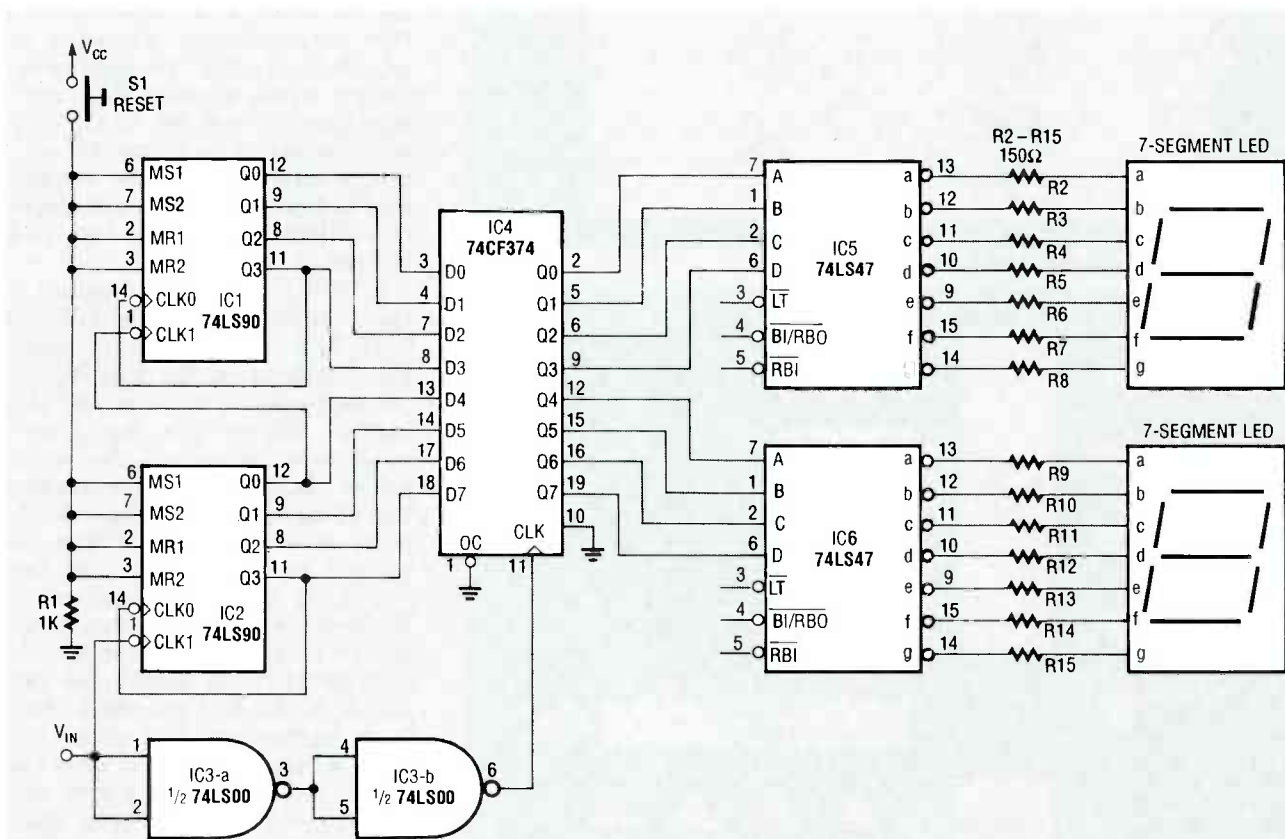 VCC
S1
RESET
6 MS1 Q0 12
7 MS2 Q1 9
2 MR1 Q2 8
3 MR2 Q3 11
14 CLK0 IC1
1 CLK1 74LS90
6 MS1 Q0 12
7 MS2 Q1 9
2 MR1 Q2 8
3 MR2 Q3 11
14 CLK0 IC2
1 CLK1 74LS90
R1
1K
VIN
1
2
IC3-a
1/2 74LS00
3
4
5
IC3-b
1/2 74LS00
6
IC4
74CF374
3 D0 Q0 2
4 D1 Q1 5
7 D2 Q2 6
8 D3 Q3 9
13 D4 Q4 12
14 D5 Q5 15
17 D6 Q6 16
18 D7 Q7 19
10
1 OC CLK 11
7 A a 13
1 B b 12
2 C c 11
6 D d 10
3 LT e 9
4 BI/RBO f 15
5 RBI 14
IC5
74LS47
R2–R15
150Ω
R2
R3
R4
R5
R6
R7
R8
7-SEGMENT LED
a
b
c
d
e
f
g
7 A a 13
1 B b 12
2 C c 11
6 D d 10
3 LT e 9
4 BI/RBO f 15
5 RBI g 14
IC6
74LS47
R9
R10
R11
R12
R13
R14
R15
7-SEGMENT LED
a
b
c
d
e
f
g